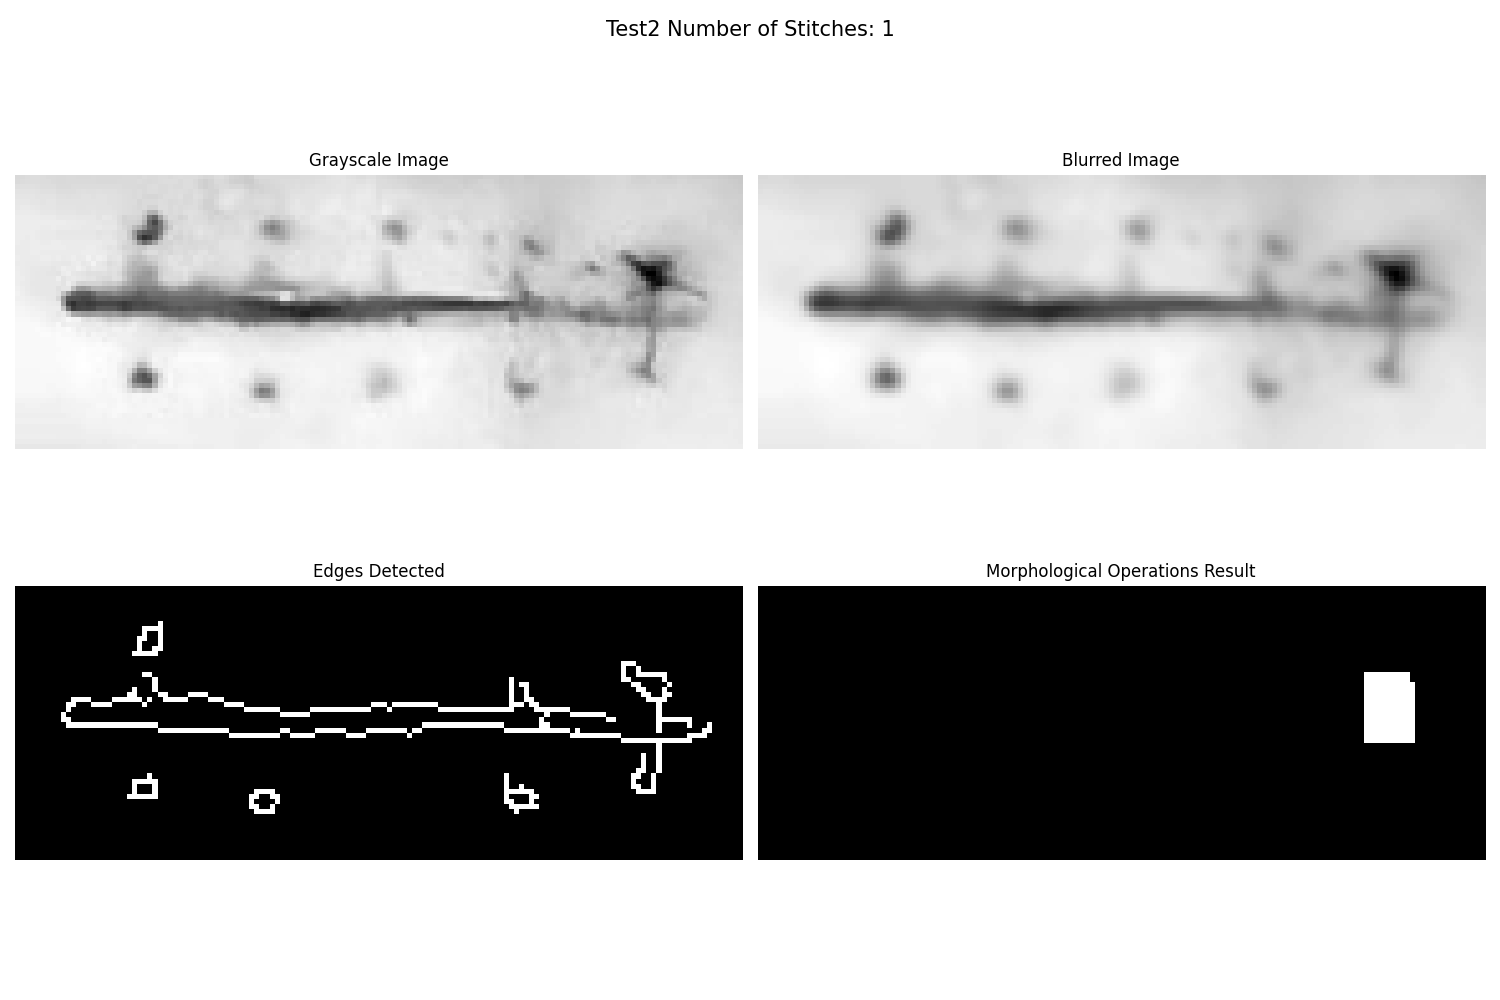 Test2 Number of Stitches: 1
Grayscale Image
Blurred Image
Edges Detected
Morphological Operations Result